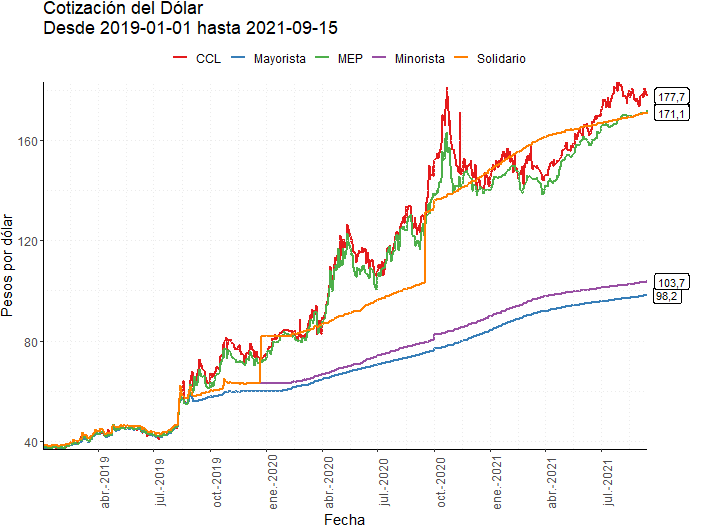 Cotización del Dólar
Desde 2019-01-01 hasta 2021-09-15
CCL Mayorista MEP Minorista Solidario
Pesos por dólar
160
120
80
40
177,7
171,1
103,7
98,2
abr.-2019
jul.-2019
oct.-2019
ene.-2020
abr.-2020
jul.-2020
oct.-2020
ene.-2021
abr.-2021
jul.-2021
Fecha